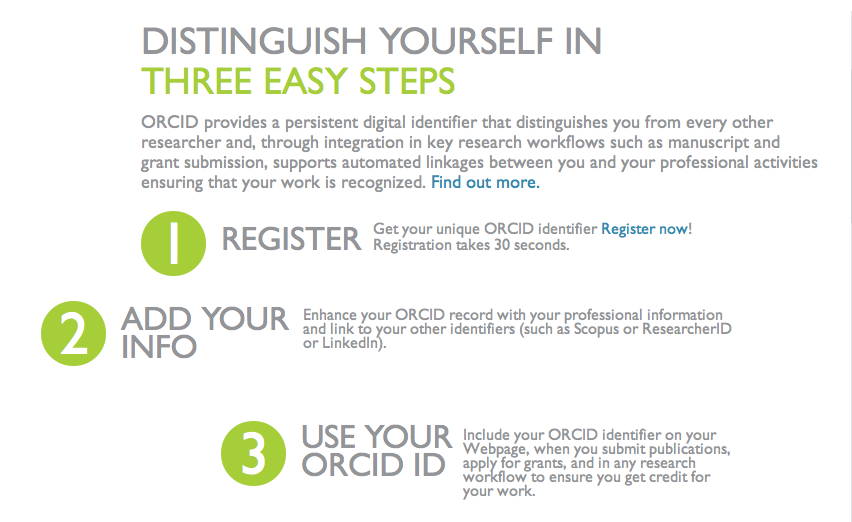 DISTINGUISH YOURSELF IN
THREE EASY STEPS
ORCID provides a persistent digital identifier that distinguishes you from every other
researcher and, through integration in key research workflows such as manuscript and
grant submission, supports automated linkages between you and your professional activities
ensuring that your work is recognized. Find out more.
1
REGISTER
Get your unique ORCID identifier Register now!
Registration takes 30 seconds.
2
ADD YOUR
INFO
Enhance your ORCID record with your professional information
and link to your other identifiers (such as Scopus or ResearcherID
or LinkedIn).
3
USE YOUR
ORCID ID
Include your ORCID identifier on your
Webpage, when you submit publications,
apply for grants, and in any research
workflow to ensure you get credit for
your work.